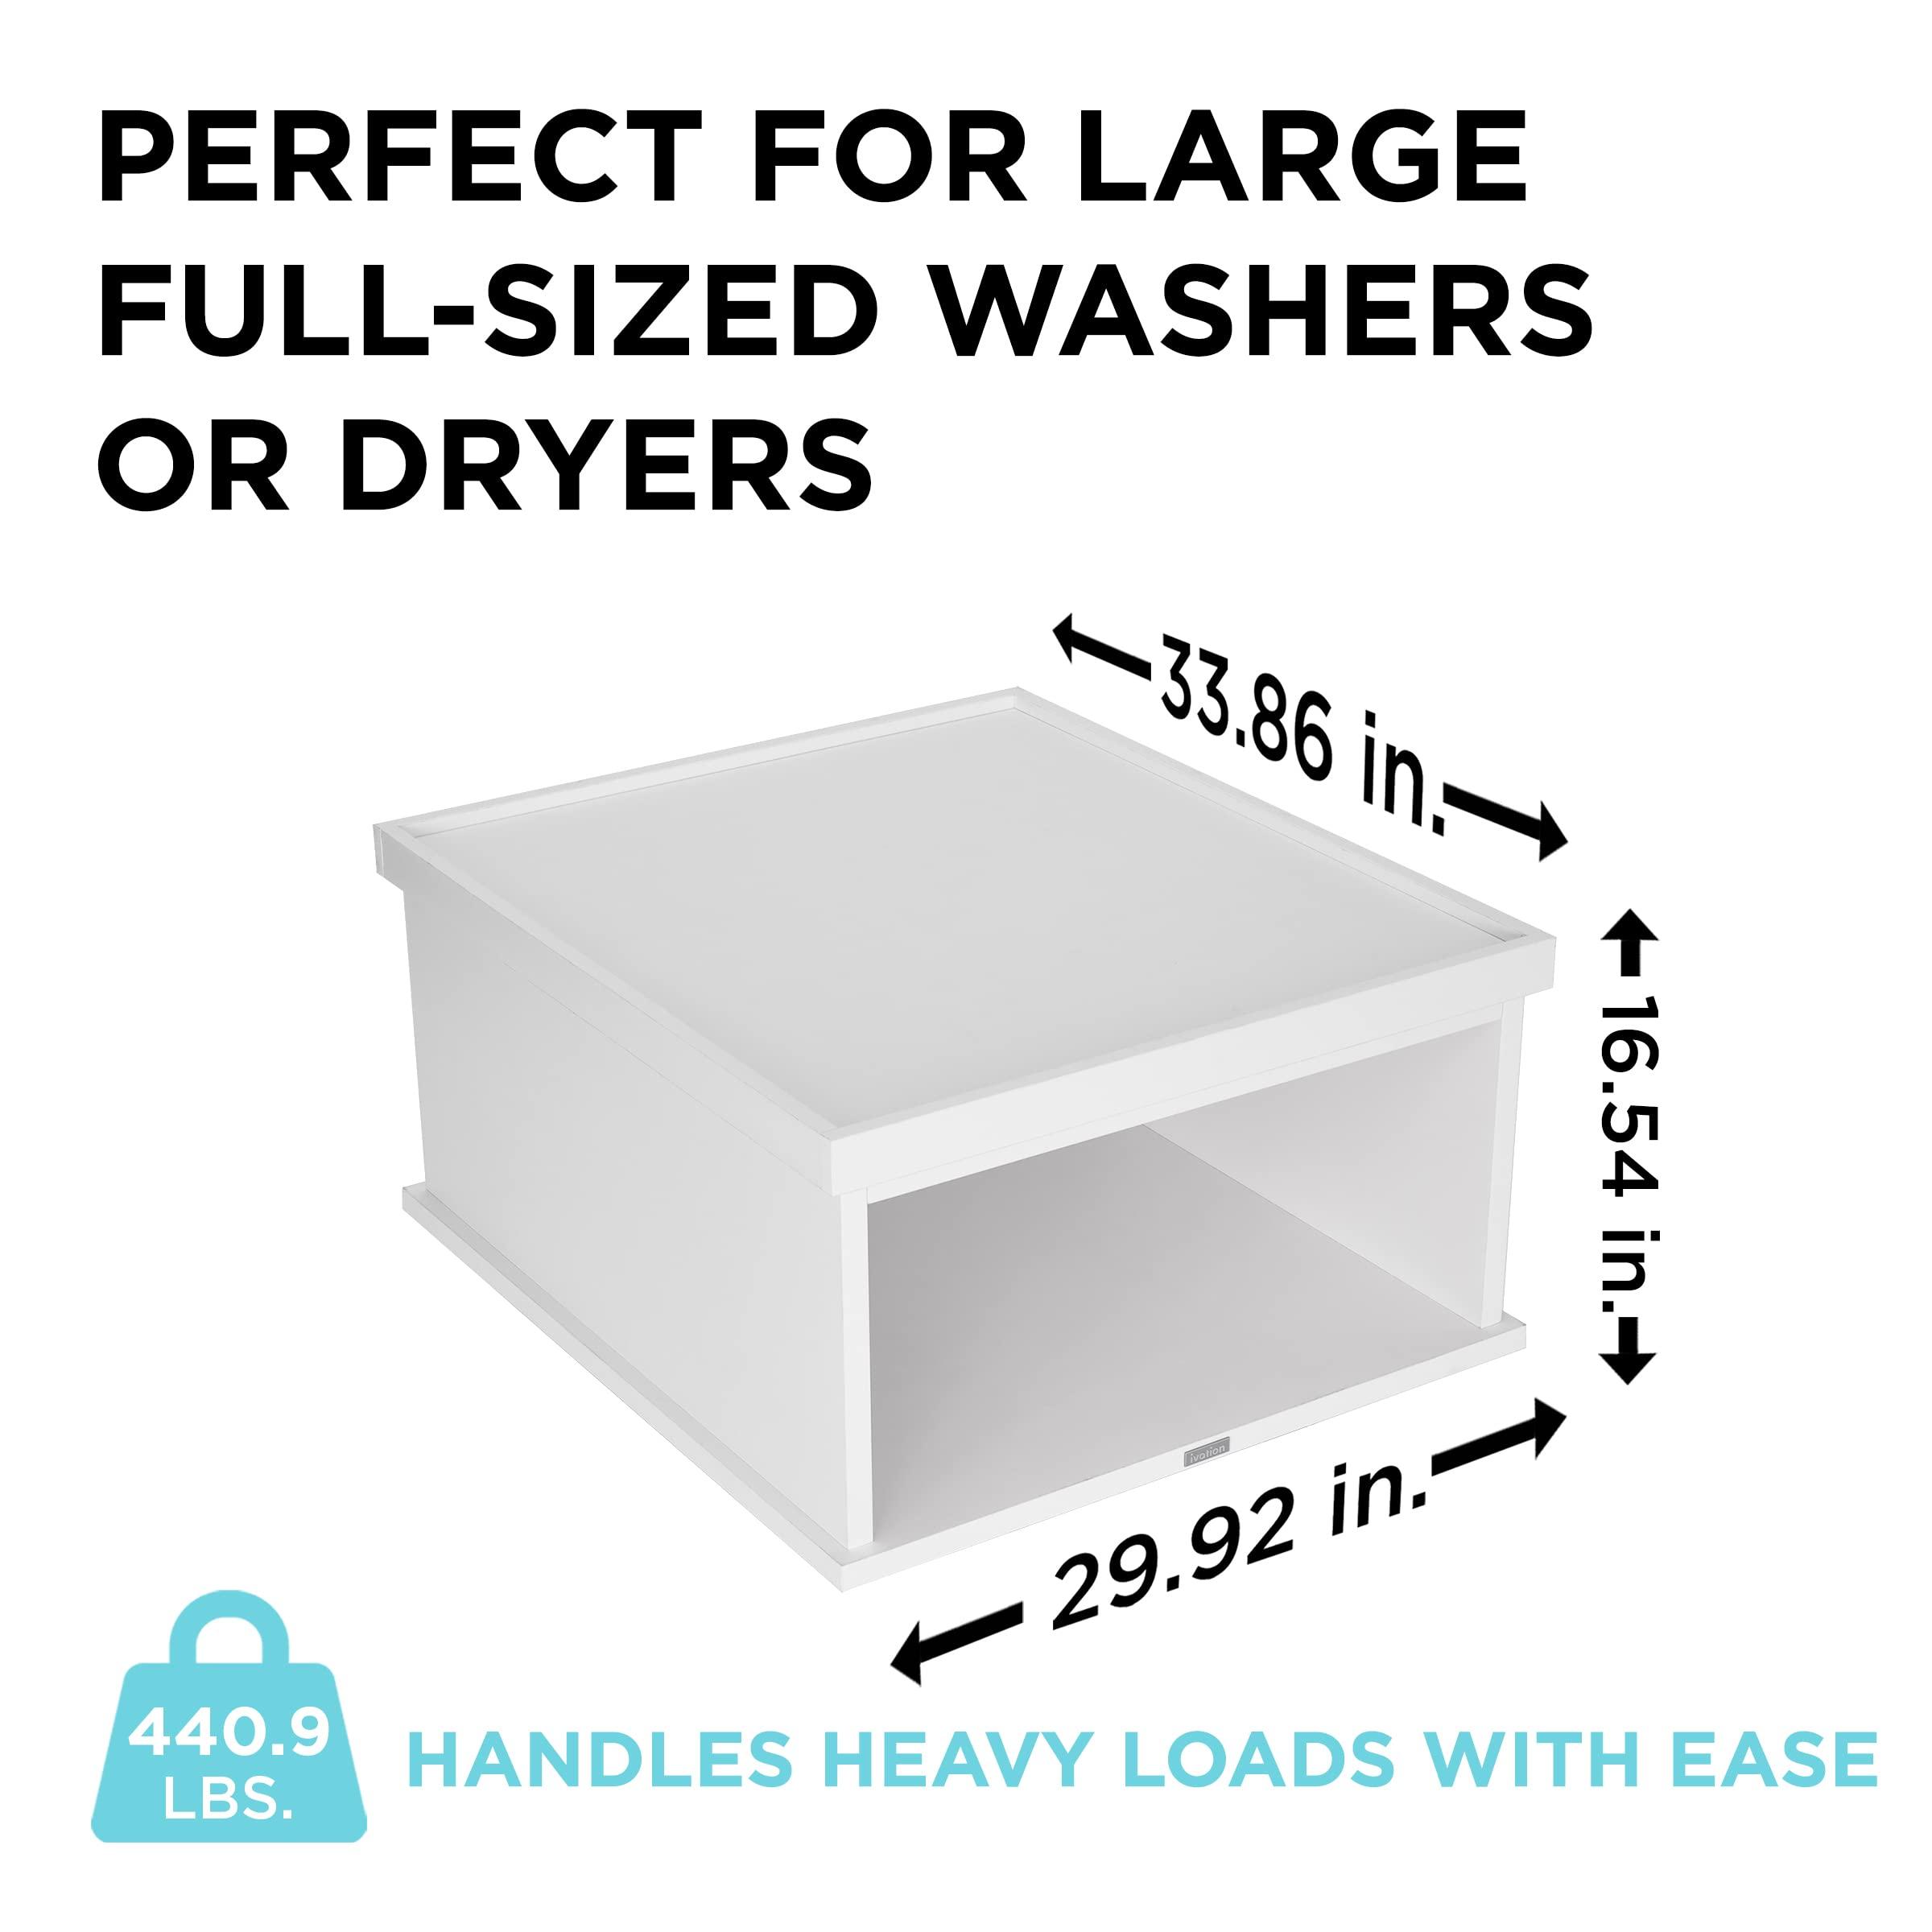 PERFECT FOR LARGE
FULL-SIZED WASHERS
OR DRYERS
33.86 in.
16.54 in.
ivation
29.92 in.
440.9
LBS.
HANDLES HEAVY LOADS WITH EASE